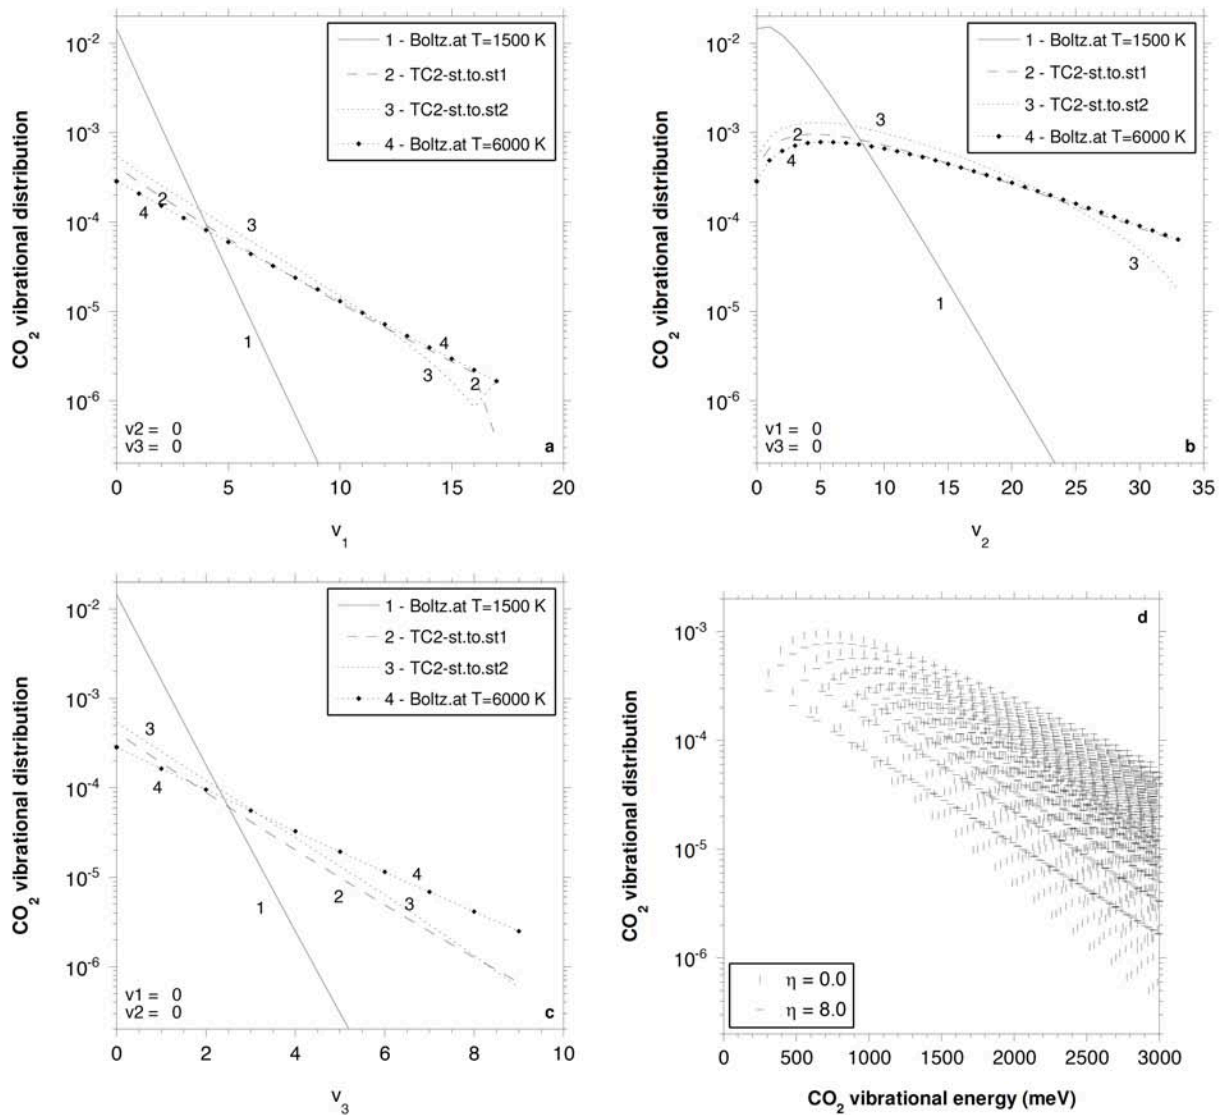 CO2 vibrational distribution
10-2
10-3
10-4
10-5
10-6
1 - Boltz.at T=1500 K
2 - TC2-st.to.st1
3 - TC2-st.to.st2
4 - Boltz.at T=6000 K
2
4
3
1
4
3
2
v2 = 0
v3 = 0
a
0 5 10 15 20
v1
CO2 vibrational distribution
10-2
10-3
10-4
10-5
10-6
1 - Boltz.at T=1500 K
2 - TC2-st.to.st1
3 - TC2-st.to.st2
4 - Boltz.at T=6000 K
3
2
4
3
1
v1 = 0
v3 = 0
b
0 5 10 15 20 25 30 35
v2
CO2 vibrational distribution
10-2
10-3
10-4
10-5
10-6
1 - Boltz.at T=1500 K
2 - TC2-st.to.st1
3 - TC2-st.to.st2
4 - Boltz.at T=6000 K
3
4
4
2
3
1
v1 = 0
v2 = 0
c
0 2 4 6 8 10
v3
CO2 vibrational distribution
10-3
10-4
10-5
10-6
d
η = 0.0
η = 8.0
0 500 1000 1500 2000 2500 3000
CO2 vibrational energy (meV)